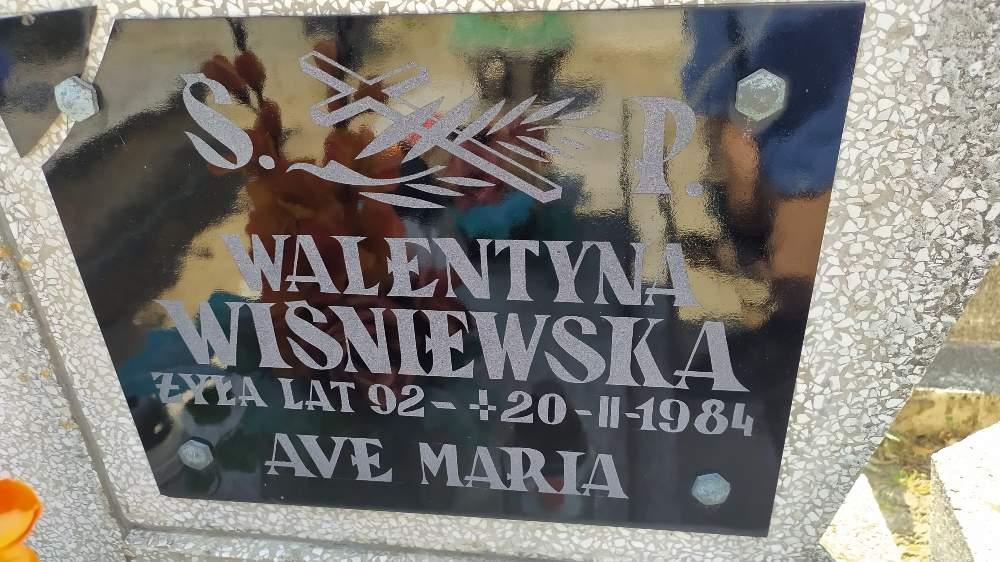 S. P.
WALENTYNA
WIŚNIEWSKA
ŻYŁA LAT 92-+20-II-1984
AVE MARIA